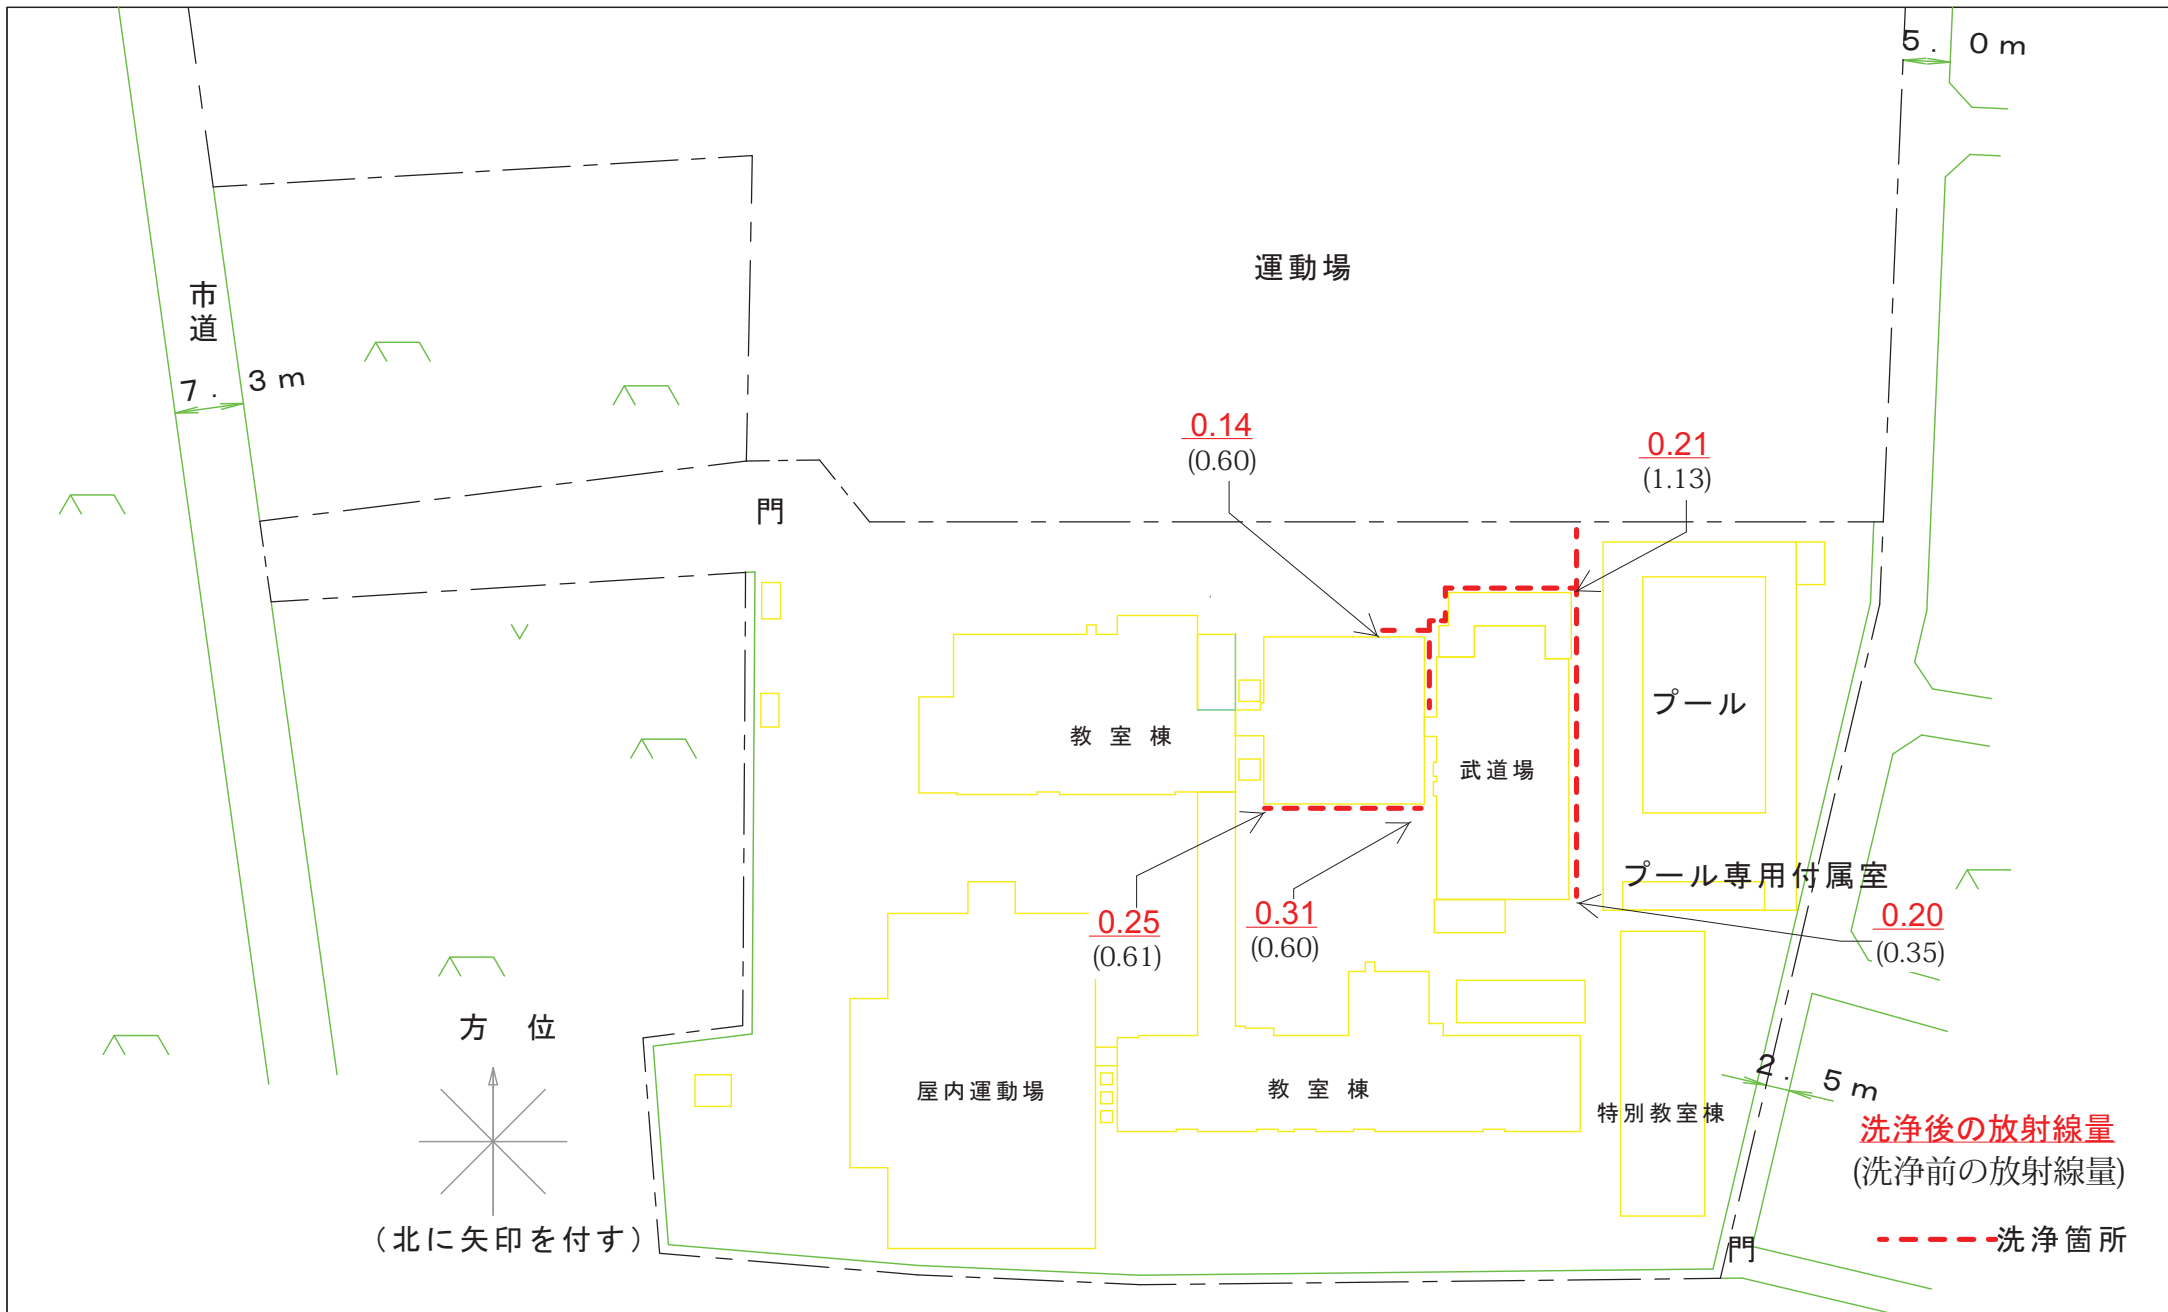 ５．０ｍ
運動場
市道
７．３ｍ
0.14
(0.60)
0.21
(1.13)
門
プール
教室棟
武道場
プール専用付属室
0.25
(0.61)
0.31
(0.60)
0.20
(0.35)
方位
（北に矢印を付す）
屋内運動場
教室棟
特別教室棟
２．５ｍ
洗浄後の放射線量
(洗浄前の放射線量)
門
洗浄箇所